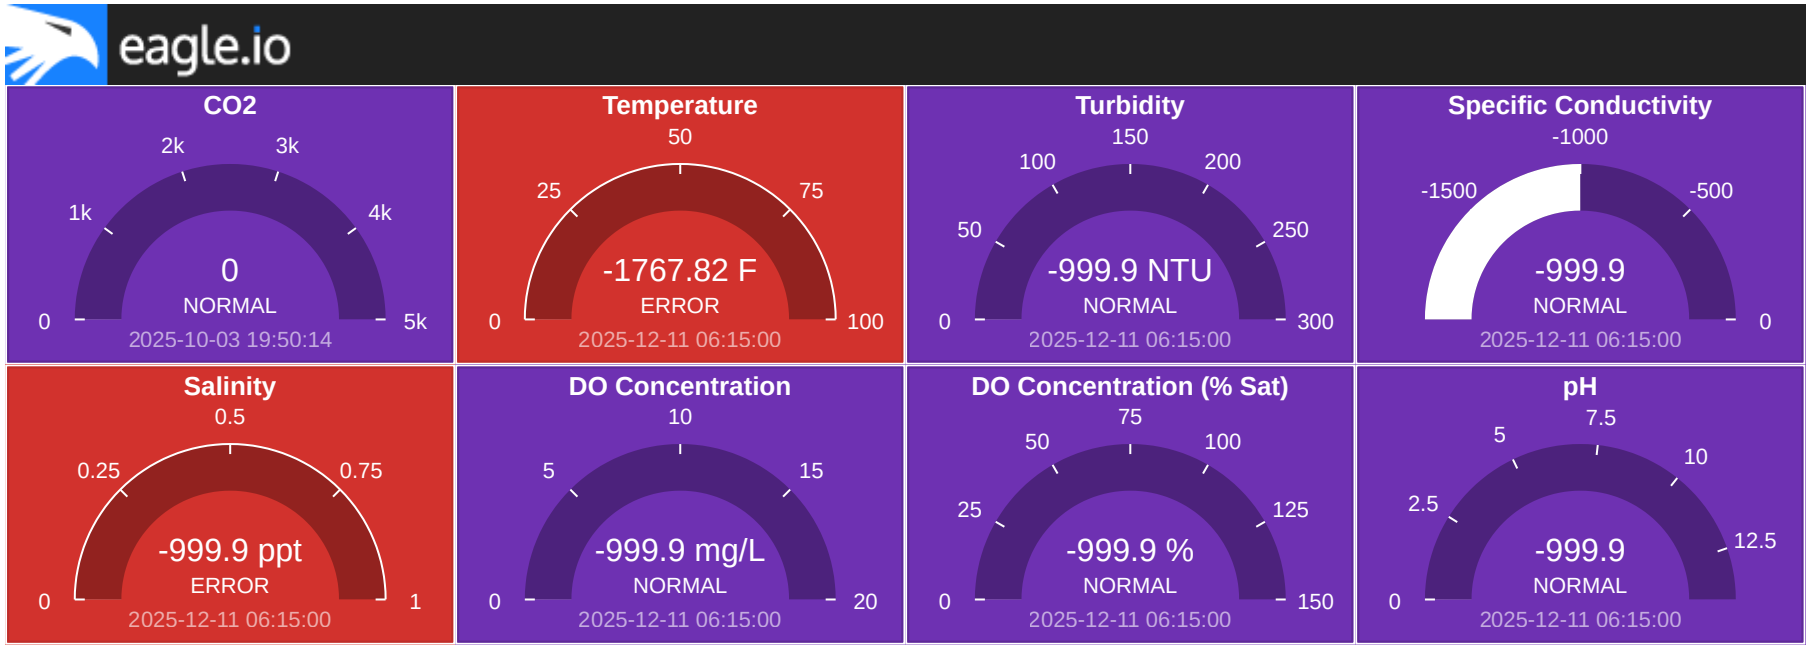 eagle.io
CO2
2k
3k
1k
4k
0
NORMAL
0
5k
2025-10-03 19:50:14
Temperature
50
25
75
-1767.82 F
ERROR
0
100
2025-12-11 06:15:00
Turbidity
150
100
200
50
250
-999.9 NTU
NORMAL
0
300
2025-12-11 06:15:00
Specific Conductivity
-1000
-1500
-500
-999.9
NORMAL
0
2025-12-11 06:15:00
Salinity
0.5
0.25
0.75
-999.9 ppt
ERROR
0
1
2025-12-11 06:15:00
DO Concentration
10
5
15
-999.9 mg/L
NORMAL
0
20
2025-12-11 06:15:00
DO Concentration (% Sat)
75
50
100
25
125
-999.9 %
NORMAL
0
150
2025-12-11 06:15:00
pH
7.5
5
10
2.5
12.5
-999.9
NORMAL
0
2025-12-11 06:15:00